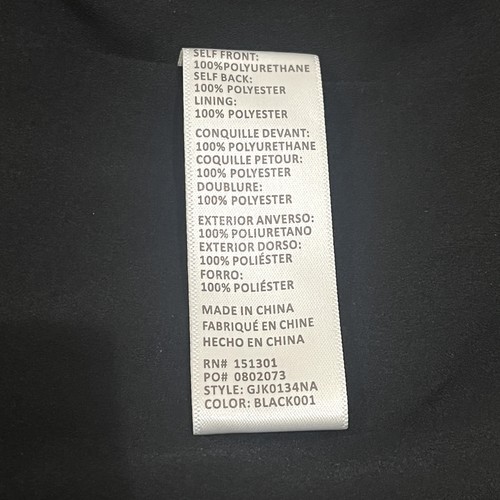 SELF FRONT:
100%POLYURETHANE
SELF BACK:
100% POLYESTER
LINING:
100% POLYESTER
CONQUILLE DEVANT:
100% POLYURETHANE
COQUILLE PETOUR:
100% POLYESTER
DOUBLURE:
100% POLYESTER
EXTERIOR ANVERSO:
100% POLIURETANO
EXTERIOR DORSO:
100% POLIÉSTER
FORRO:
100% POLIÉSTER
MADE IN CHINA
FABRIQUÉ EN CHINE
HECHO EN CHINA
RN# 151301
PO# 0802073
STYLE: GJK0134NA
COLOR: BLACK001